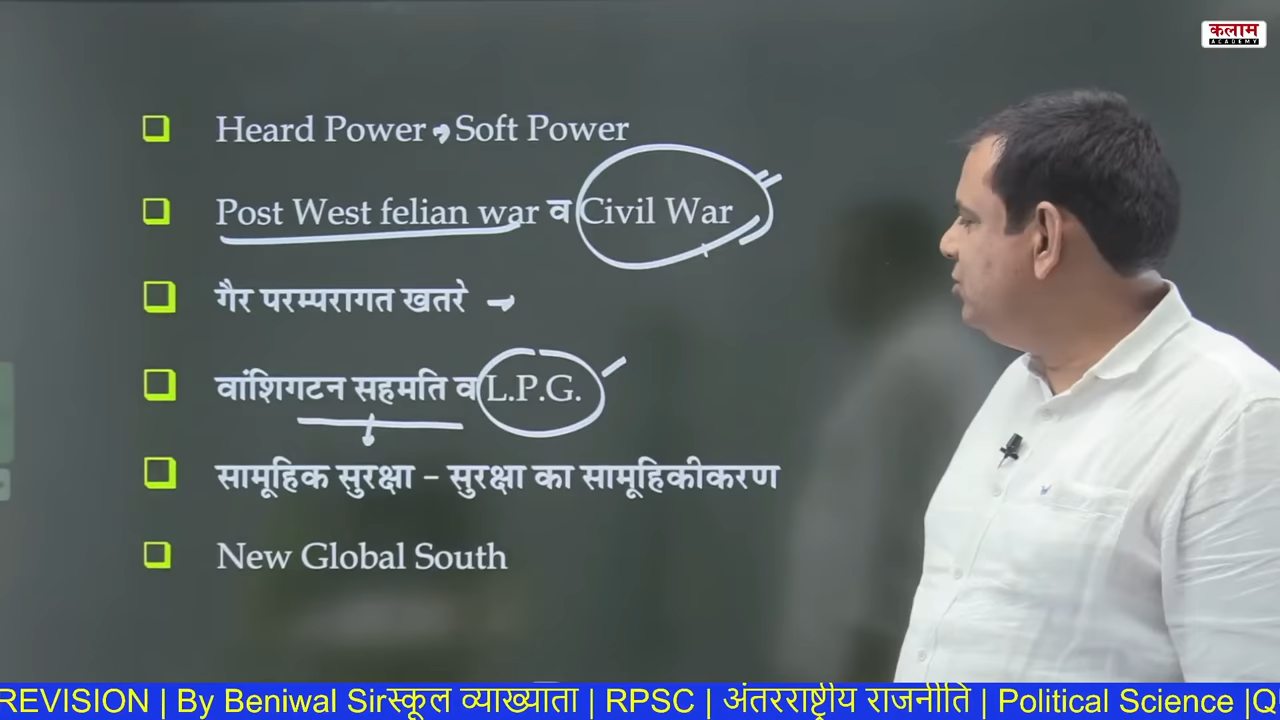 कलाम
ACADEMY
Heard Power → Soft Power
Post West felian war व Civil War
गैर परम्परागत खतरे →
वांशिगटन सहमति व L.P.G.
सामूहिक सुरक्षा – सुरक्षा का सामूहिकीकरण
New Global South
REVISION | By Beniwal Sirस्कूल व्याख्याता | RPSC | अंतरराष्ट्रीय राजनीति | Political Science |Q